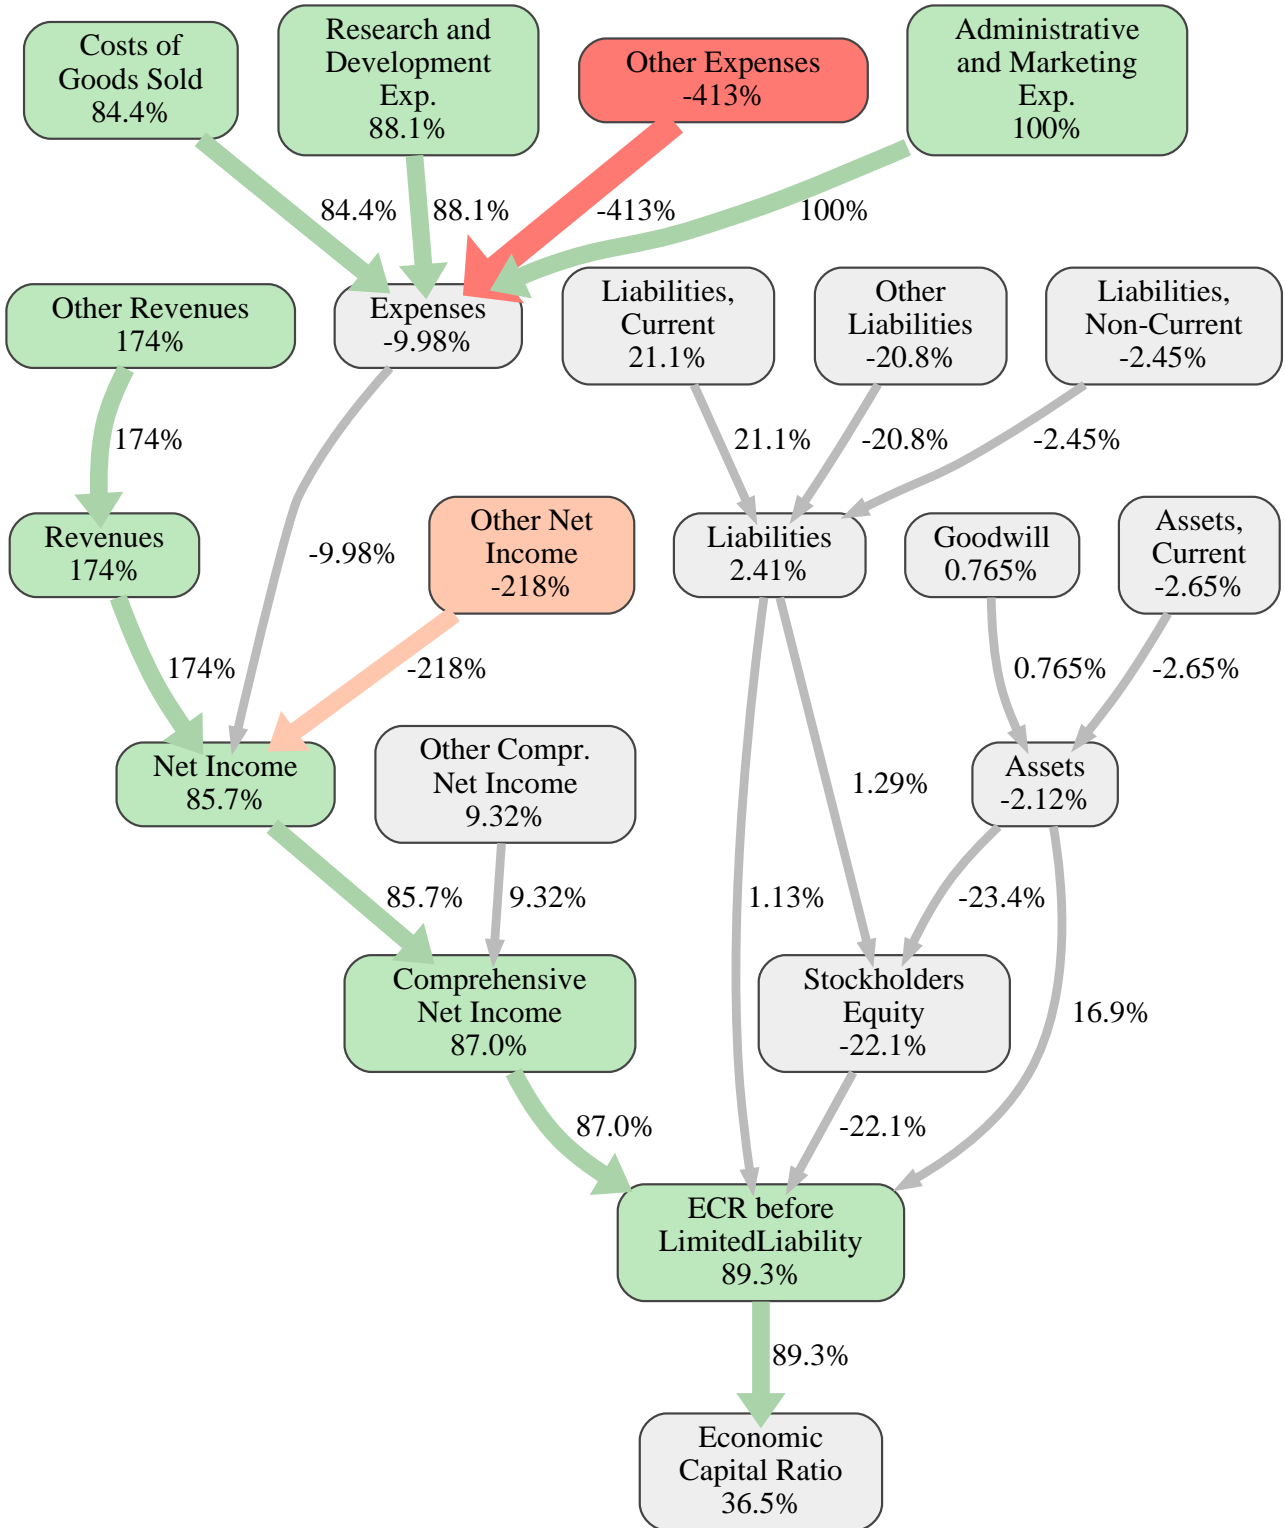 Costs of
Goods Sold
84.4%
Research and
Development
Exp.
88.1%
Other Expenses
-413%
Administrative
and Marketing
Exp.
100%
84.4%
88.1%
-413%
100%
Other Revenues
174%
Expenses
-9.98%
Liabilities,
Current
21.1%
Other
Liabilities
-20.8%
Liabilities,
Non-Current
-2.45%
174%
21.1%
-20.8%
-2.45%
Revenues
174%
-9.98%
Other Net
Income
-218%
Liabilities
2.41%
Goodwill
0.765%
Assets,
Current
-2.65%
174%
-218%
0.765%
-2.65%
Net Income
85.7%
Other Compr.
Net Income
9.32%
1.29%
Assets
-2.12%
85.7%
9.32%
1.13%
-23.4%
Comprehensive
Net Income
87.0%
Stockholders
Equity
-22.1%
16.9%
87.0%
-22.1%
ECR before
LimitedLiability
89.3%
89.3%
Economic
Capital Ratio
36.5%